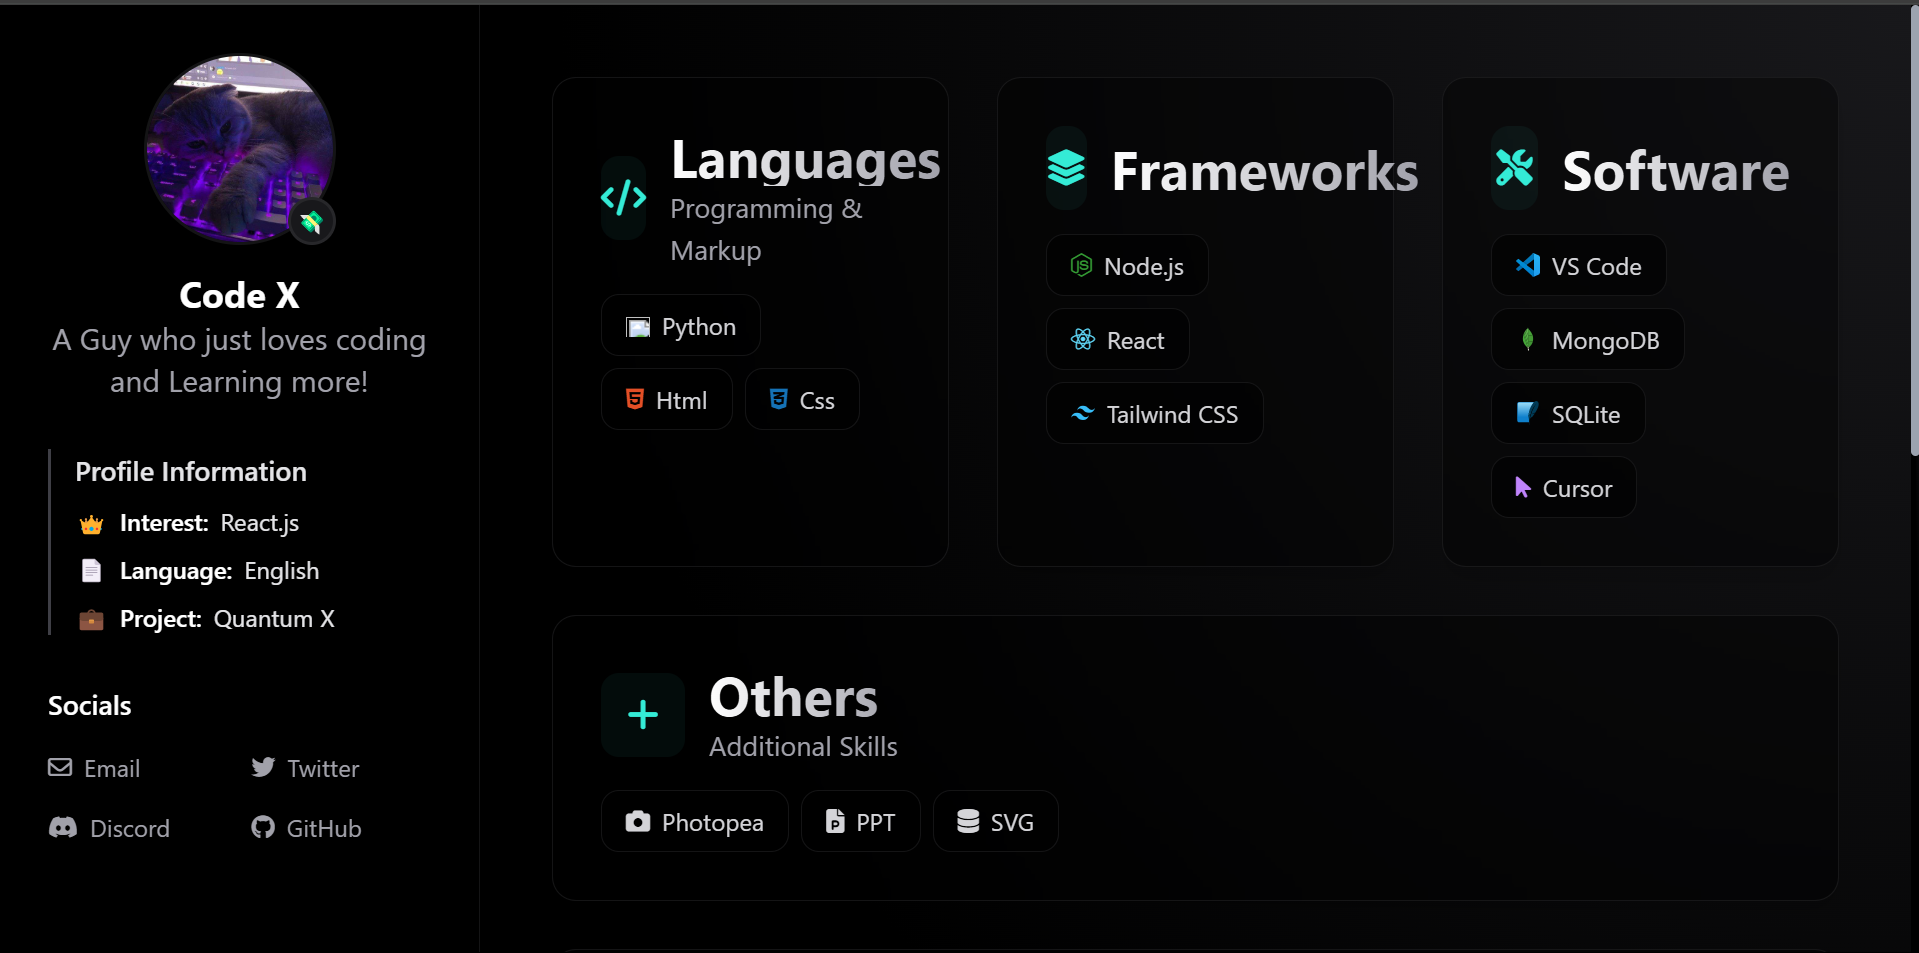 Code X
A Guy who just loves coding
and Learning more!
Profile Information
Interest: React.js
Language: English
Project: Quantum X
Socials
Email
Twitter
Discord
GitHub
Languages
Programming &
Markup
Python
Html
Css
Frameworks
Node.js
React
Tailwind CSS
Software
VS Code
MongoDB
SQLite
Cursor
Others
Additional Skills
Photopea
PPT
SVG